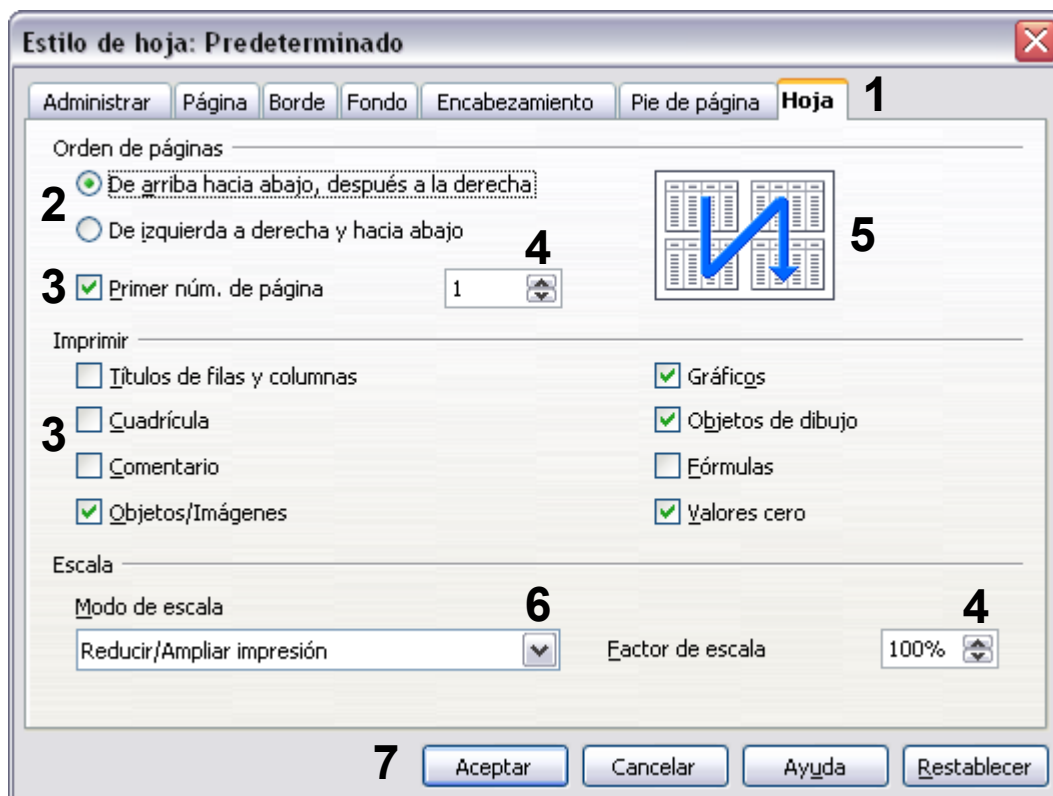 Estilo de hoja: Predeterminado
Administrar Página Borde Fondo Encabezamiento Pie de página Hoja 1
Orden de páginas
2 De arriba hacia abajo, después a la derecha
De izquierda a derecha y hacia abajo
4 5
3 Primer núm. de página 1
Imprimir
Títulos de filas y columnas Gráficos
3 Cuadrícula Objetos de dibujo
Comentario Fórmulas
Objetos/Imágenes Valores cero
Escala
Modo de escala 6 4
Reducir/Ampliar impresión Factor de escala 100%
7 Aceptar Cancelar Ayuda Restablecer